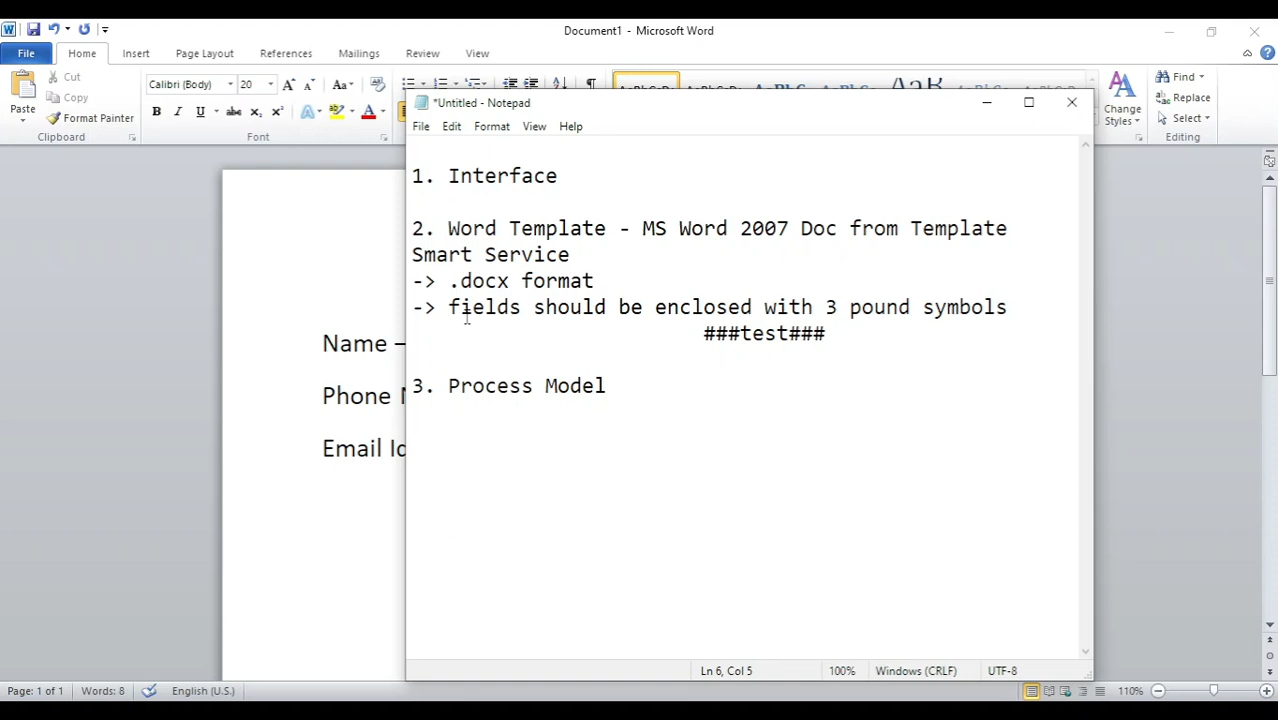 Document1 - Microsoft Word
File Home Insert Page Layout References Mailings Review View
Paste
Cut
Copy
Format Painter
Clipboard
Calibri (Body) 20
Font
Change Styles
Find
Replace
Select
Editing
*Untitled - Notepad
File Edit Format View Help
1. Interface
2. Word Template - MS Word 2007 Doc from Template
Smart Service
-> .docx format
-> fields should be enclosed with 3 pound symbols
###test###
3. Process Model
Name –
Phone
Email Id
Ln 6, Col 5 100% Windows (CRLF) UTF-8
Page: 1 of 1 Words: 8 English (U.S.) 110%